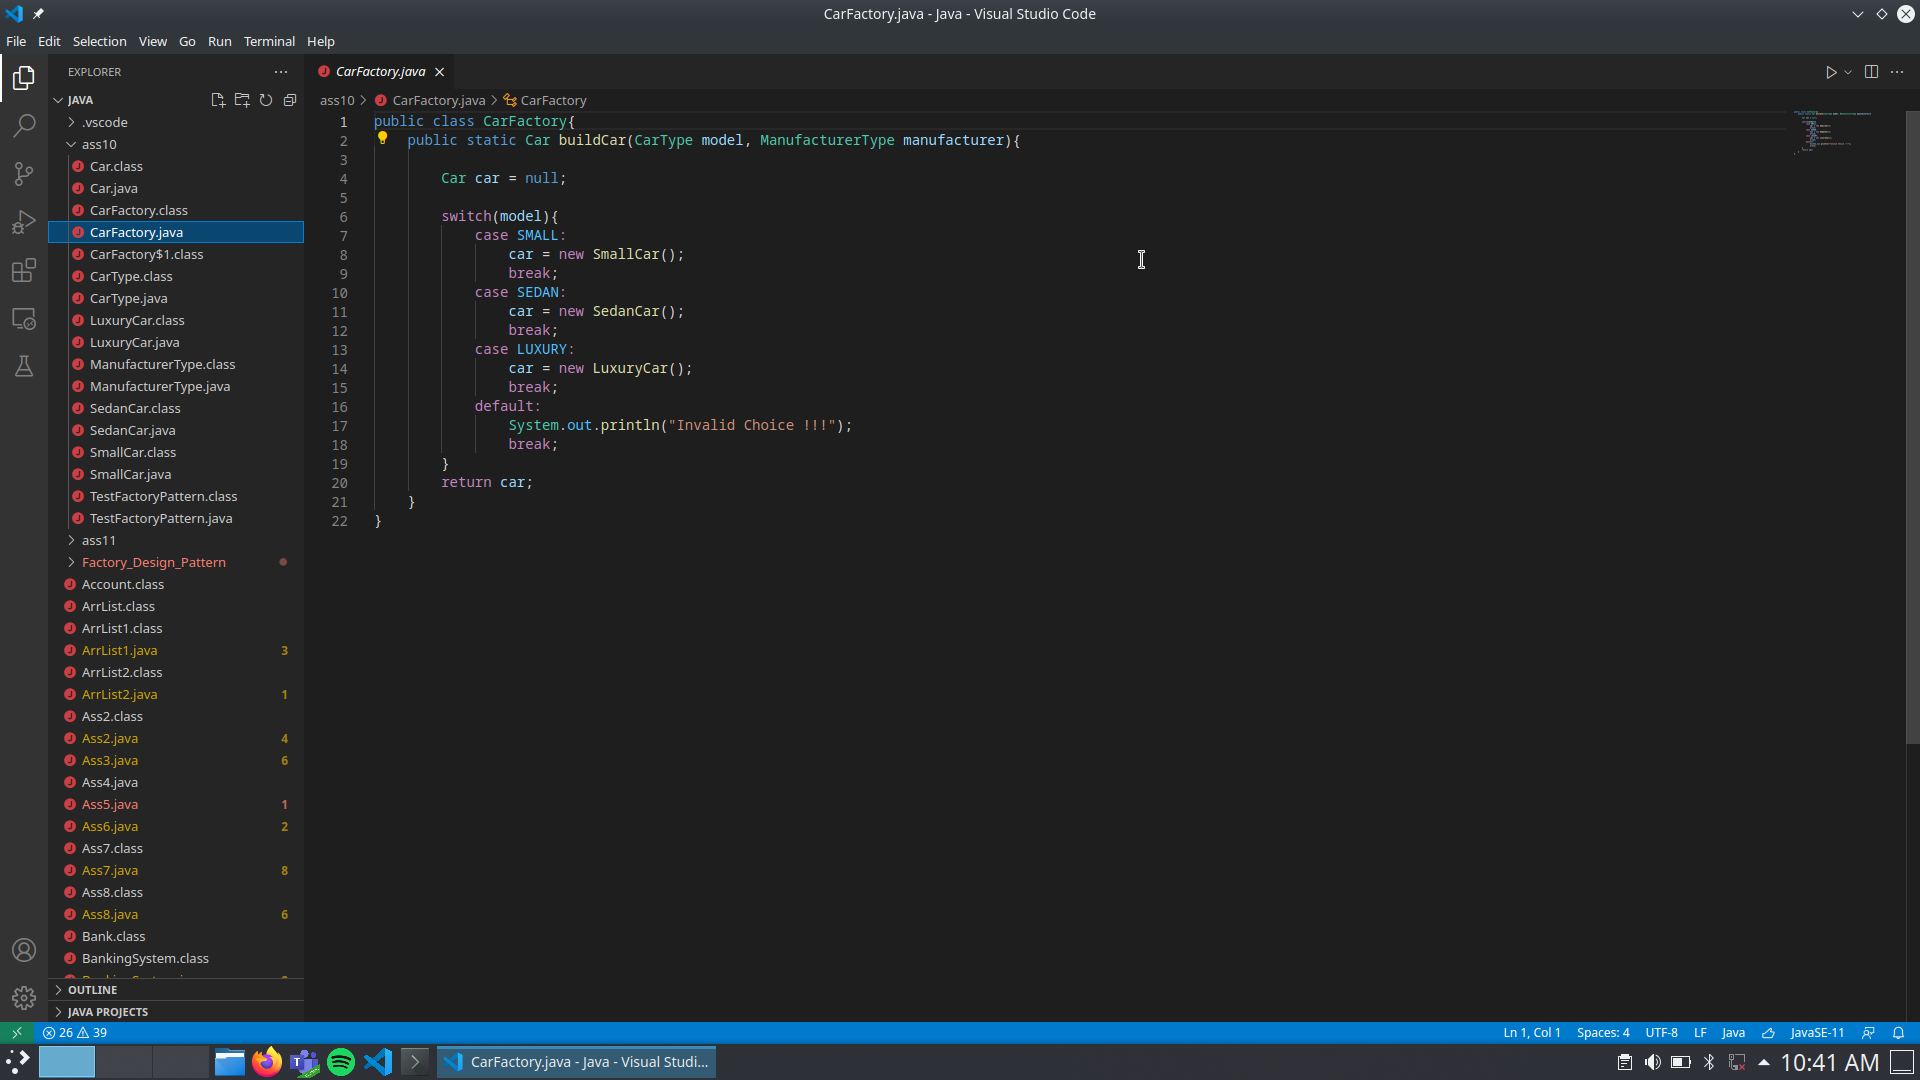 CarFactory.java - Java - Visual Studio Code
File Edit Selection View Go Run Terminal Help
EXPLORER
JAVA
.vscode
ass10
Car.class
Car.java
CarFactory.class
CarFactory.java
CarFactory$1.class
CarType.class
CarType.java
LuxuryCar.class
LuxuryCar.java
ManufacturerType.class
ManufacturerType.java
SedanCar.class
SedanCar.java
SmallCar.class
SmallCar.java
TestFactoryPattern.class
TestFactoryPattern.java
ass11
Factory_Design_Pattern
Account.class
ArrList.class
ArrList1.class
ArrList1.java 3
ArrList2.class
ArrList2.java 1
Ass2.class
Ass2.java 4
Ass3.java 6
Ass4.java
Ass5.java 1
Ass6.java 2
Ass7.class
Ass7.java 8
Ass8.class
Ass8.java 6
Bank.class
BankingSystem.class
OUTLINE
JAVA PROJECTS
CarFactory.java
ass10 > CarFactory.java > CarFactory
1 public class CarFactory{
2 public static Car buildCar(CarType model, ManufacturerType manufacturer){
3
4 Car car = null;
5
6 switch(model){
7 case SMALL:
8 car = new SmallCar();
9 break;
10 case SEDAN:
11 car = new SedanCar();
12 break;
13 case LUXURY:
14 car = new LuxuryCar();
15 break;
16 default:
17 System.out.println("Invalid Choice !!!");
18 break;
19 }
20 return car;
21 }
22 }
26 39
Ln 1, Col 1 Spaces: 4 UTF-8 LF Java JavaSE-11
CarFactory.java - Java - Visual Studi...
10:41 AM